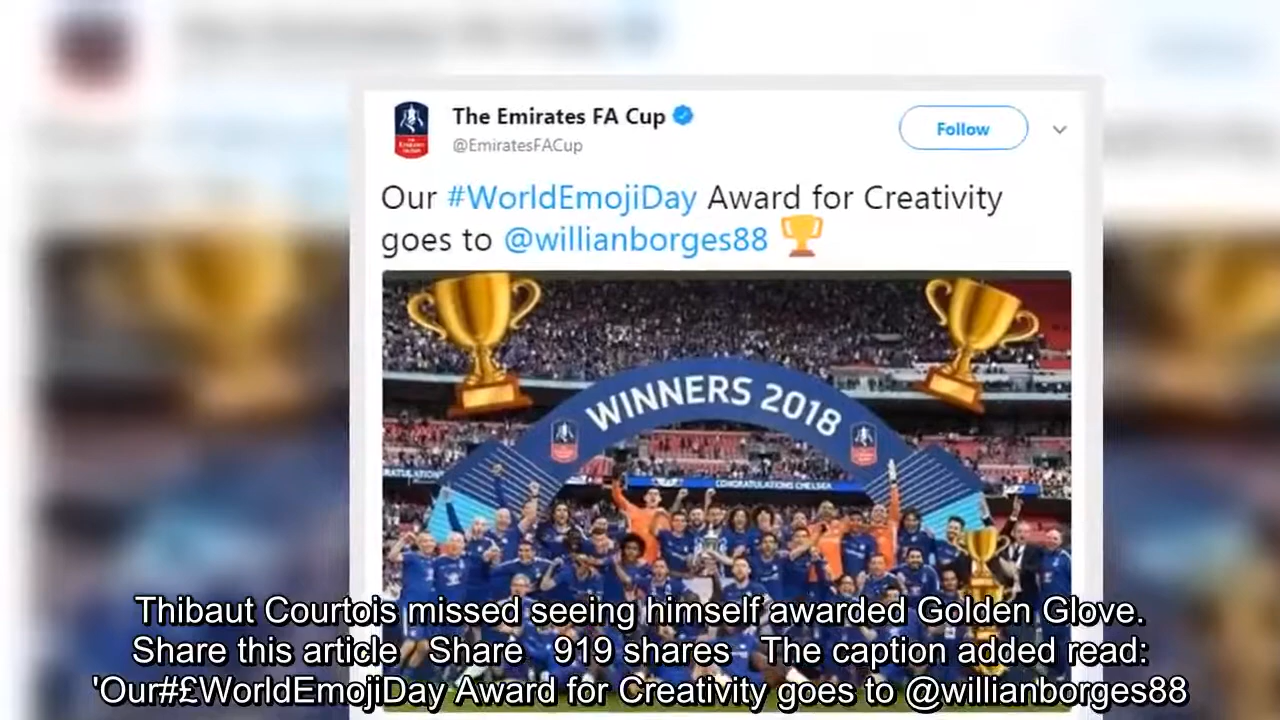 The Emirates FA Cup
@EmiratesFACup
Follow
Our #WorldEmojiDay Award for Creativity
goes to @willianborges88
WINNERS 2018
CONGRATULATIONS CHELSEA
Thibaut Courtois missed seeing himself awarded Golden Glove.
Share this article Share 919 shares The caption added read:
'Our#£WorldEmojiDay Award for Creativity goes to @willianborges88